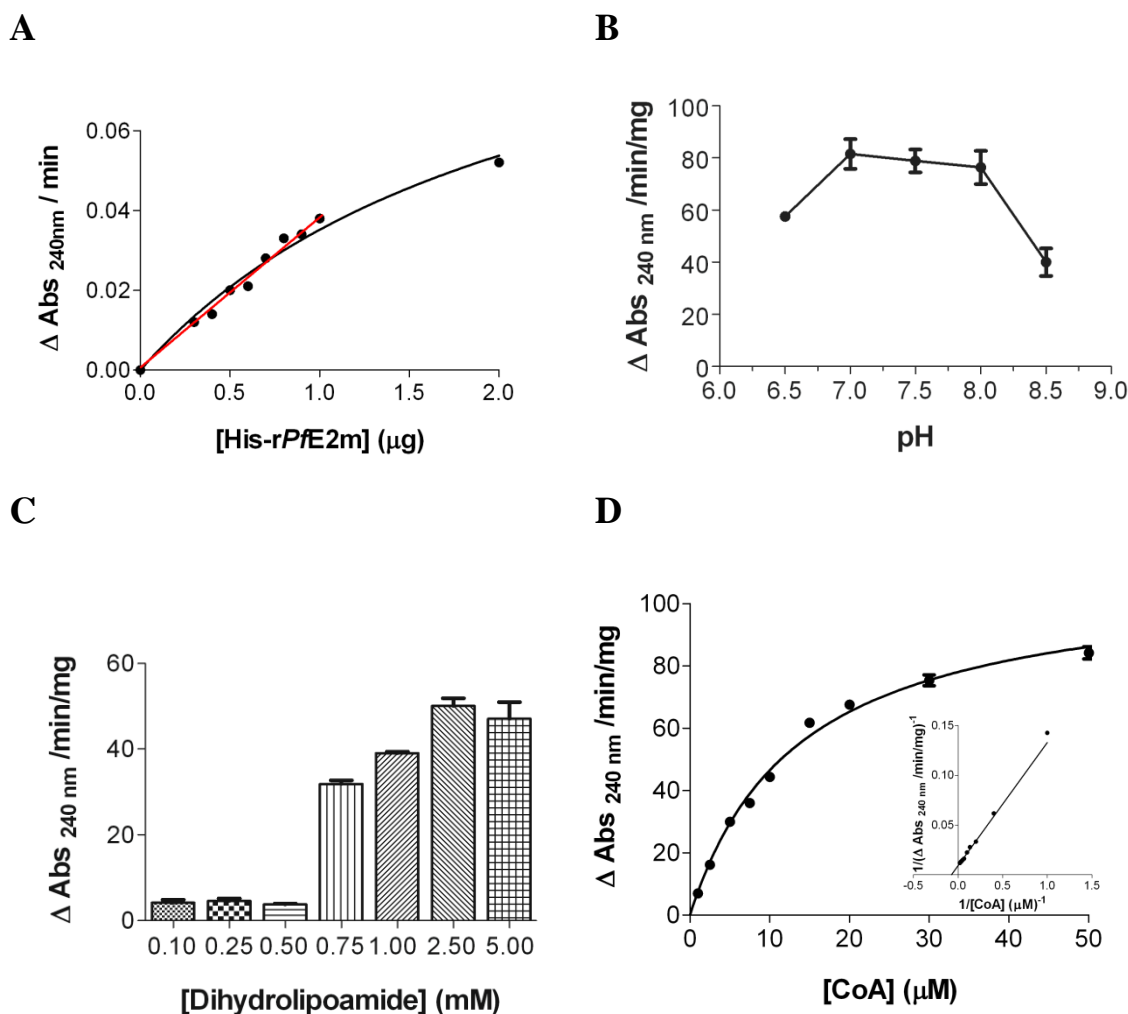 A
Δ Abs 240nm / min
0.06
0.04
0.02
0.00
0.0 0.5 1.0 1.5 2.0
[His-rPfE2m] (μg)
B
Δ Abs 240 nm /min/mg
100
80
60
40
20
0
6.0 6.5 7.0 7.5 8.0 8.5 9.0
pH
C
Δ Abs 240 nm /min/mg
60
40
20
0
0.10 0.25 0.50 0.75 1.00 2.50 5.00
[Dihydrolipoamide] (mM)
D
Δ Abs 240 nm /min/mg
100
80
60
40
20
0
0 10 20 30 40 50
[CoA] (μM)
1/(Δ Abs 240 nm /min/mg)-1
0.15
0.10
0.05
-0.5 0.0 0.5 1.0 1.5
1/[CoA] (μM)-1